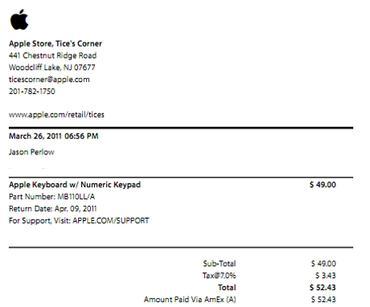 Apple Store, Tice's Corner
441 Chestnut Ridge Road
Woodcliff Lake, NJ 07677
ticescorner@apple.com
201-782-1750
www.apple.com/retail/tices
March 26, 2011 06:56 PM
Jason Perlow
Apple Keyboard w/ Numeric Keypad $ 49.00
Part Number: MB110LL/A
Return Date: Apr. 09, 2011
For Support, Visit: APPLE.COM/SUPPORT
Sub-Total $ 49.00
Tax@7.0% $ 3.43
Total $ 52.43
Amount Paid Via AmEx (A) $ 52.43